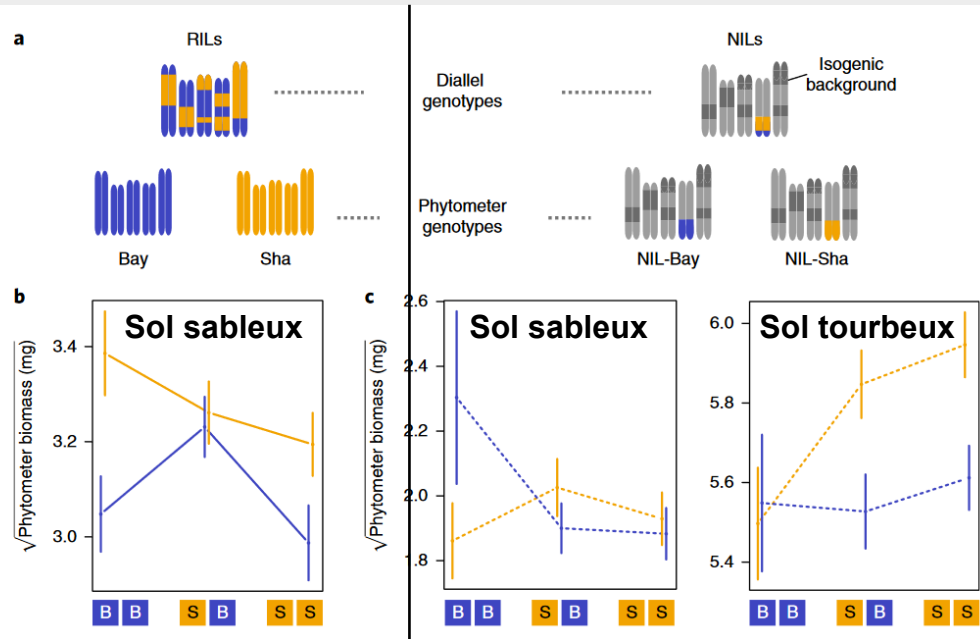 a
RILs
NILs
Diallel
genotypes
Isogenic
background
Phytometer
genotypes
Bay
Sha
NIL-Bay
NIL-Sha
b
Sol sableux
√Phytometer biomass (mg)
3.4
3.2
3.0
B B S B S S
c
Sol sableux
√Phytometer biomass (mg)
2.6
2.4
2.2
2.0
1.8
B B S B S S
Sol tourbeux
6.0
5.8
5.6
5.4
B B S B S S